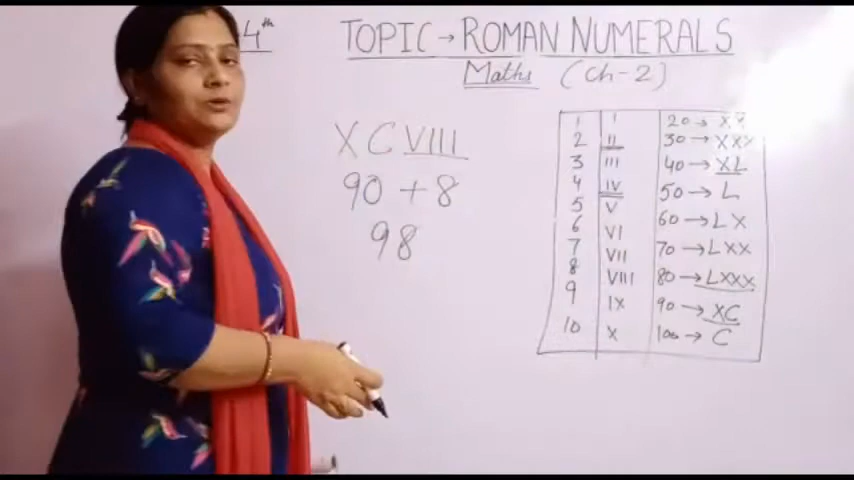 4th
TOPIC → ROMAN NUMERALS
Maths (Ch-2)
XCVIII
90 + 8
98
1 I
2 II
3 III
4 IV
5 V
6 VI
7 VII
8 VIII
9 IX
10 X
20 → XX
30 → XXX
40 → XL
50 → L
60 → LX
70 → LXX
80 → LXXX
90 → XC
100 → C